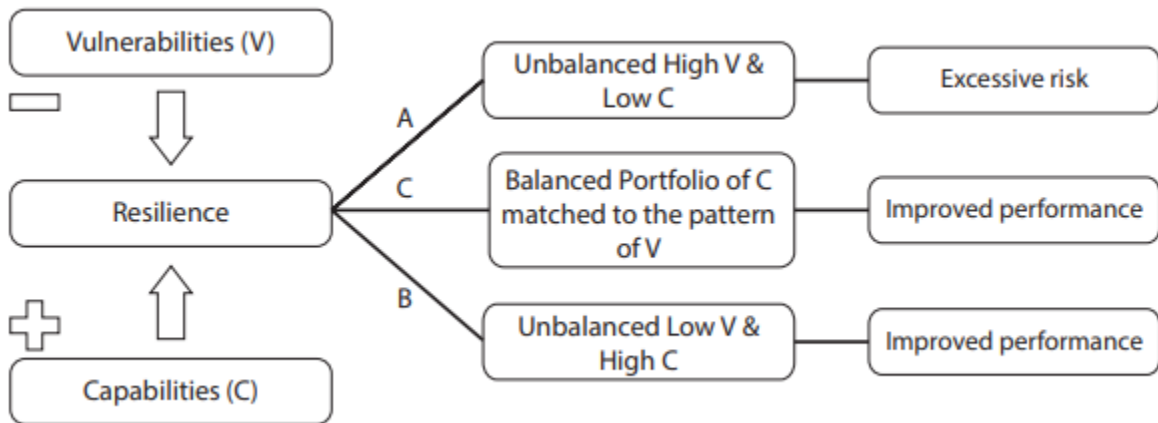 Vulnerabilities (V)
Resilience
Capabilities (C)
A
C
B
Unbalanced High V &
Low C
Excessive risk
Balanced Portfolio of C
matched to the pattern
of V
Improved performance
Unbalanced Low V &
High C
Improved performance